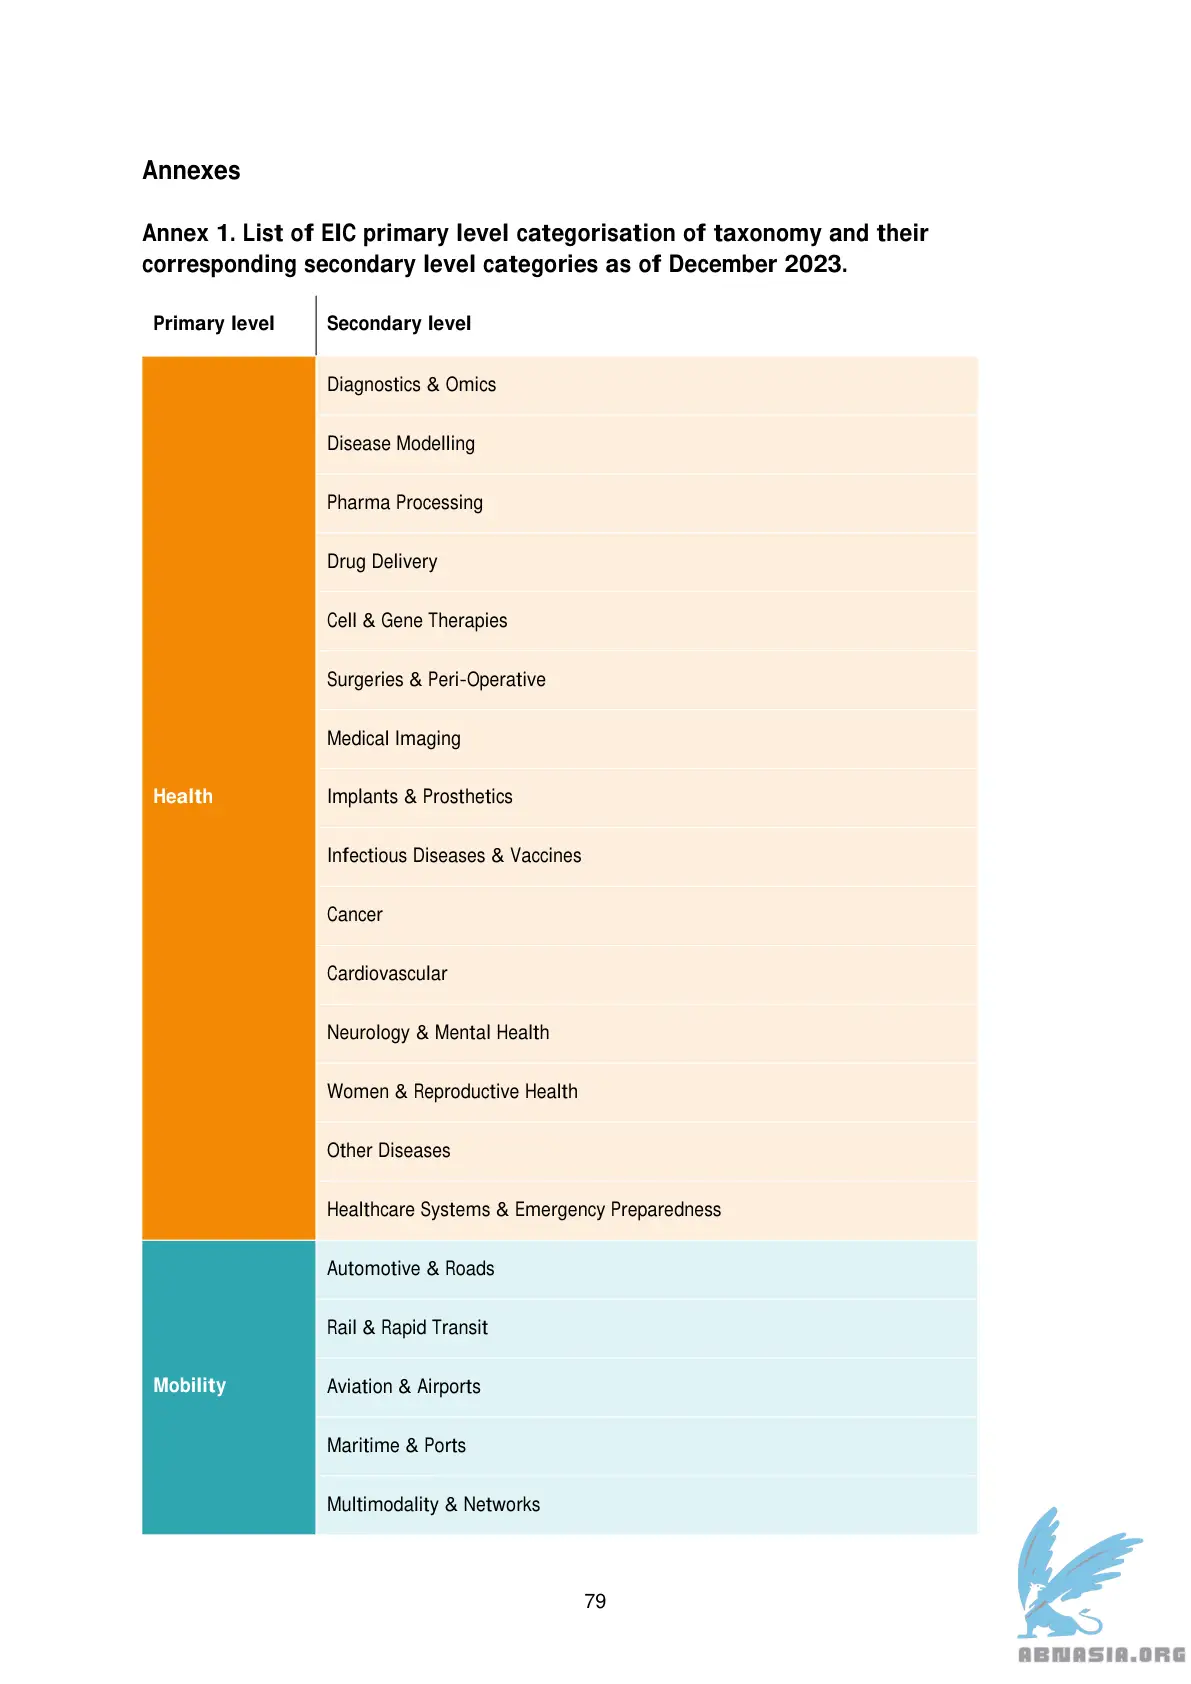 Annexes
Annex 1. List of EIC primary level categorisation of taxonomy and their
corresponding secondary level categories as of December 2023.
Primary level
Secondary level
Health
Diagnostics & Omics
Disease Modelling
Pharma Processing
Drug Delivery
Cell & Gene Therapies
Surgeries & Peri-Operative
Medical Imaging
Implants & Prosthetics
Infectious Diseases & Vaccines
Cancer
Cardiovascular
Neurology & Mental Health
Women & Reproductive Health
Other Diseases
Healthcare Systems & Emergency Preparedness
Mobility
Automotive & Roads
Rail & Rapid Transit
Aviation & Airports
Maritime & Ports
Multimodality & Networks
79
ABNASIA.ORG